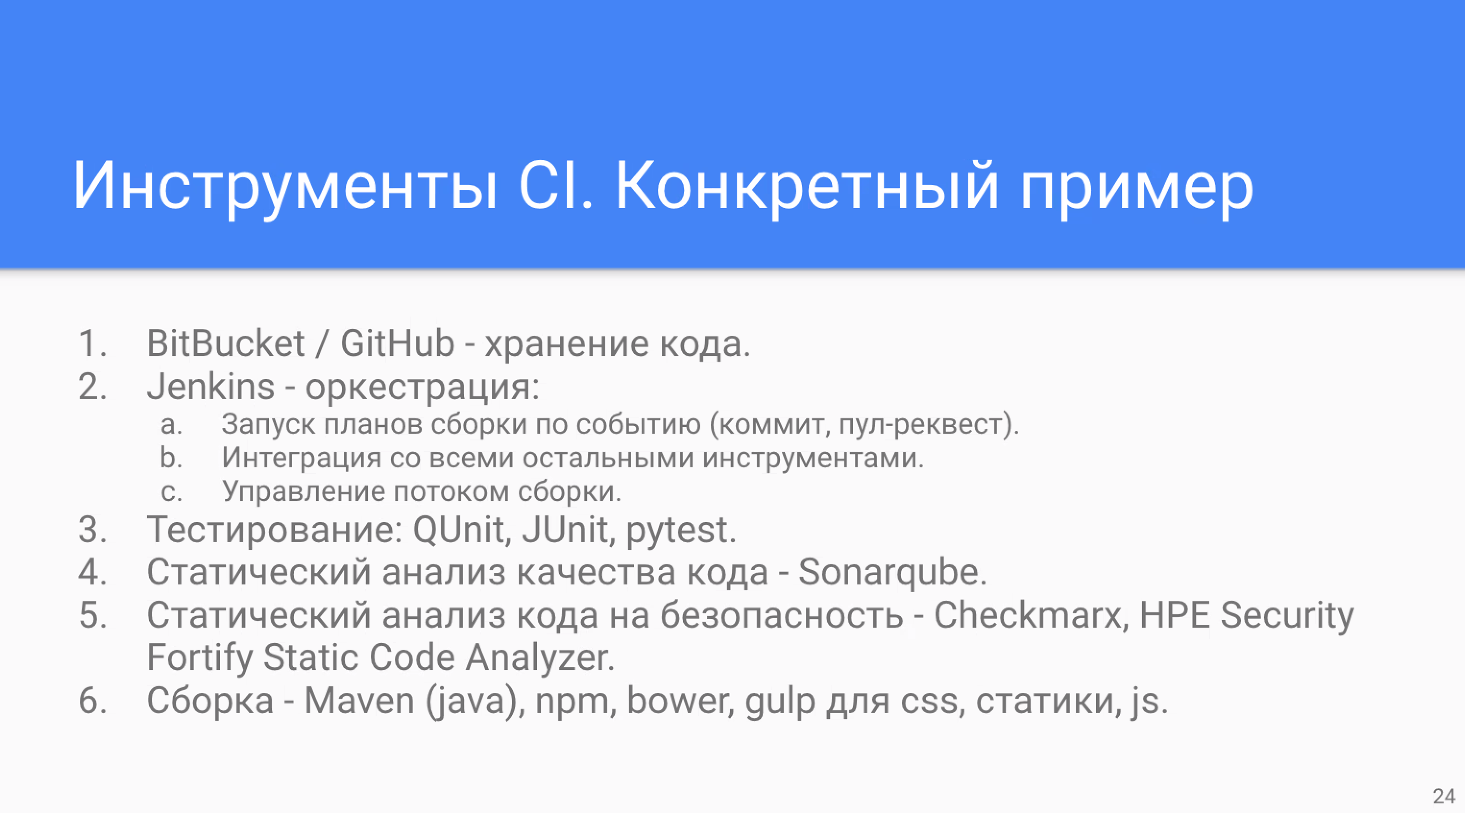 Инструменты CI. Конкретный пример
1. BitBucket / GitHub - хранение кода.
2. Jenkins - оркестрация:
a. Запуск планов сборки по событию (коммит, пул-реквест).
b. Интеграция со всеми остальными инструментами.
c. Управление потоком сборки.
3. Тестирование: QUnit, JUnit, pytest.
4. Статический анализ качества кода - Sonarqube.
5. Статический анализ кода на безопасность - Checkmarx, HPE Security
Fortify Static Code Analyzer.
6. Сборка - Maven (java), npm, bower, gulp для css, статики, js.
24